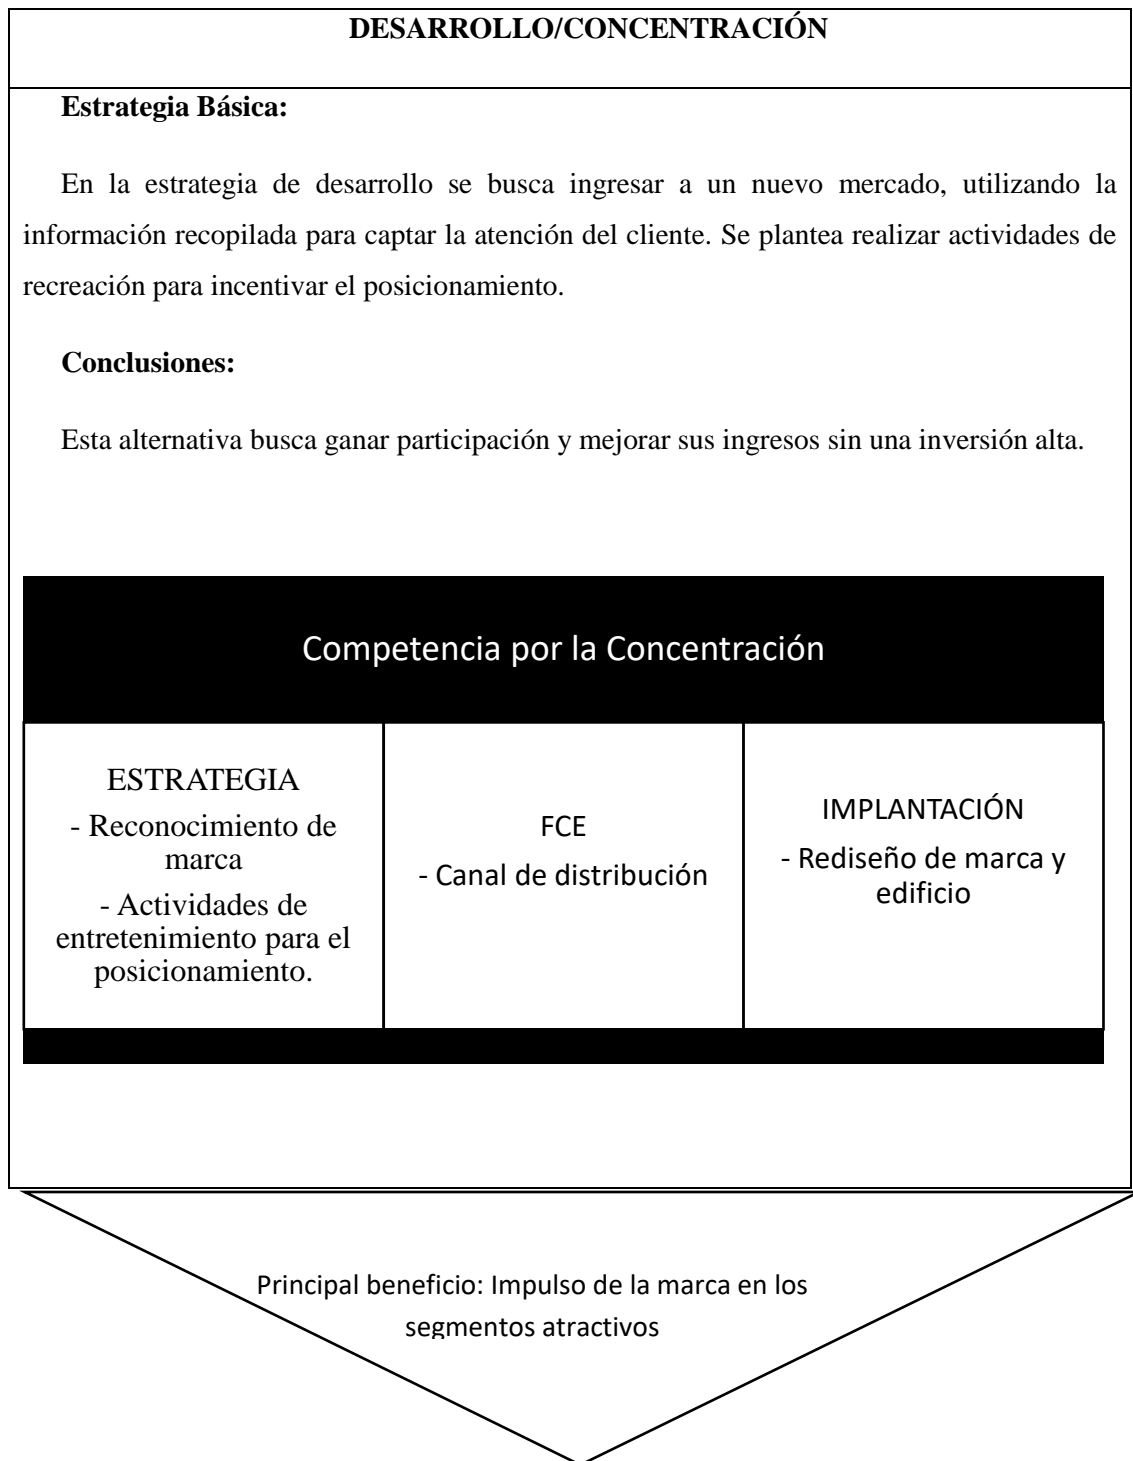 DESARROLLO/CONCENTRACIÓN
Estrategia Básica:
En la estrategia de desarrollo se busca ingresar a un nuevo mercado, utilizando la
información recopilada para captar la atención del cliente. Se plantea realizar actividades de
recreación para incentivar el posicionamiento.
Conclusiones:
Esta alternativa busca ganar participación y mejorar sus ingresos sin una inversión alta.
Competencia por la Concentración
ESTRATEGIA
- Reconocimiento de
marca
- Actividades de
entretenimiento para el
posicionamiento.
FCE
- Canal de distribución
IMPLANTACIÓN
- Rediseño de marca y
edificio
Principal beneficio: Impulso de la marca en los
segmentos atractivos